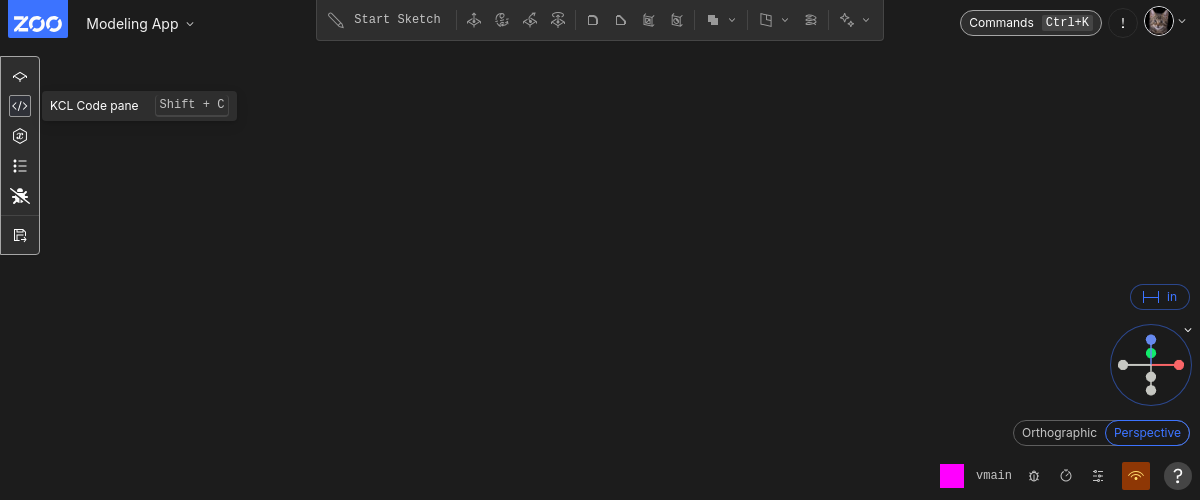 ZOO
Modeling App
Start Sketch
Commands Ctrl+K
!
KCL Code pane Shift + C
in
Orthographic Perspective
vmain
?